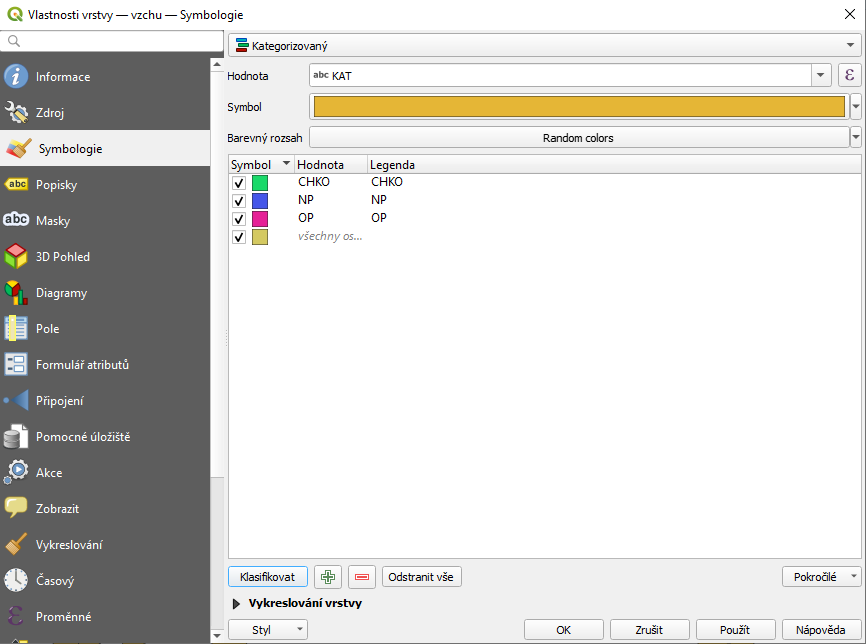 Vlastnosti vrstvy — vzchu — Symbologie
Informace
Zdroj
Symbologie
abc Popisky
abc Masky
3D Pohled
Diagramy
Pole
Formulář atributů
Připojení
Pomocné úložiště
Akce
Zobrazit
Vykreslování
Časový
ε Proměnné
Kategorizovaný
Hodnota abc KAT ε
Symbol
Barevný rozsah Random colors
Symbol Hodnota Legenda
CHKO CHKO
NP NP
OP OP
všechny os...
Klasifikovat Odstranit vše Pokročilé
Vykreslování vrstvy
Styl OK Zrušit Použít Nápověda